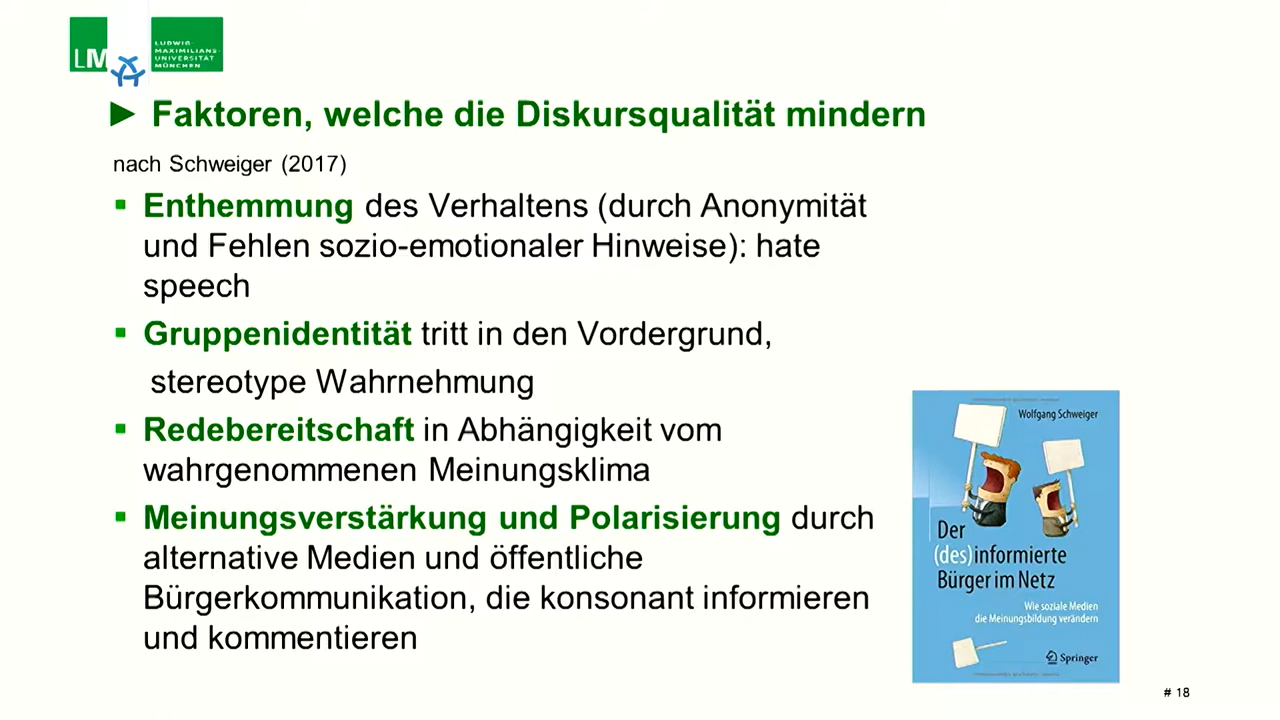 LMU
LUDWIG-
MAXIMILIANS-
UNIVERSITÄT
MÜNCHEN
► Faktoren, welche die Diskursqualität mindern
nach Schweiger (2017)
▪ Enthemmung des Verhaltens (durch Anonymität
und Fehlen sozio-emotionaler Hinweise): hate
speech
▪ Gruppenidentität tritt in den Vordergrund,
stereotype Wahrnehmung
▪ Redebereitschaft in Abhängigkeit vom
wahrgenommenen Meinungsklima
▪ Meinungsverstärkung und Polarisierung durch
alternative Medien und öffentliche
Bürgerkommunikation, die konsonant informieren
und kommentieren
Wolfgang Schweiger
Der
(des)informierte
Bürger im Netz
Wie soziale Medien
die Meinungsbildung verändern
Springer
# 18